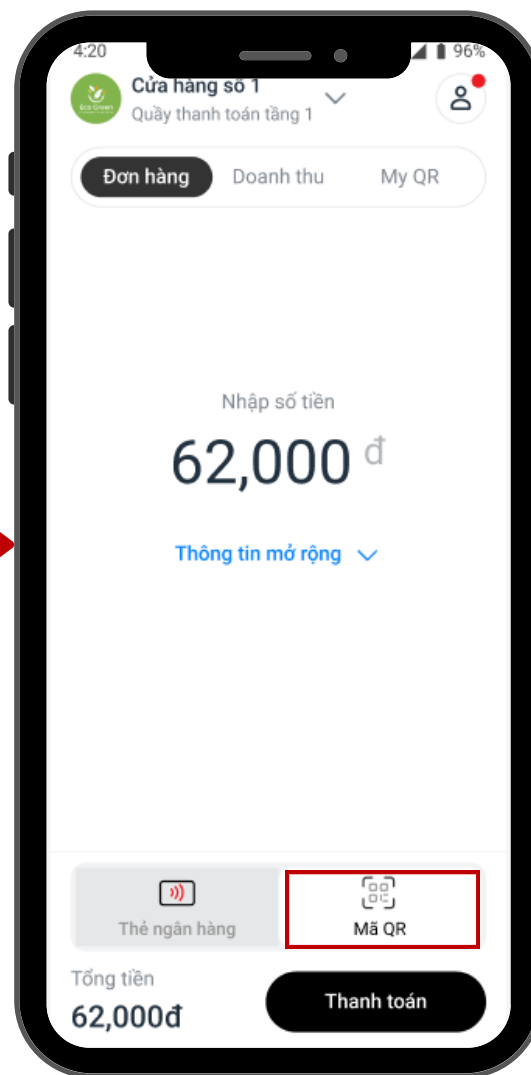 4:20
96%
Cửa hàng số 1
Quầy thanh toán tầng 1
Eco Green
Đơn hàng Doanh thu My QR
Nhập số tiền
62,000 đ
Thông tin mở rộng
Thẻ ngân hàng Mã QR
Tổng tiền
62,000đ
Thanh toán